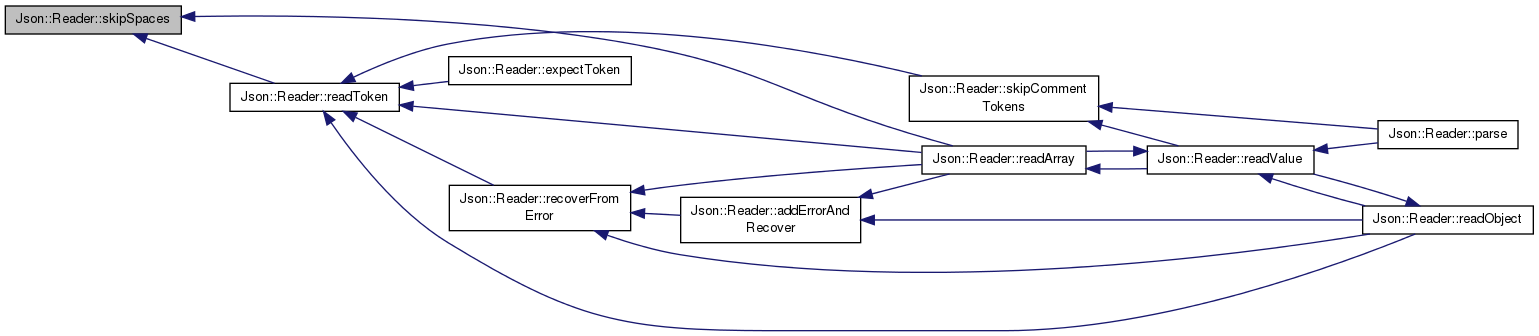 Json::Reader::skipSpaces
Json::Reader::readToken
Json::Reader::expectToken
Json::Reader::recoverFrom
Error
Json::Reader::addErrorAnd
Recover
Json::Reader::skipComment
Tokens
Json::Reader::readArray
Json::Reader::readValue
Json::Reader::parse
Json::Reader::readObject